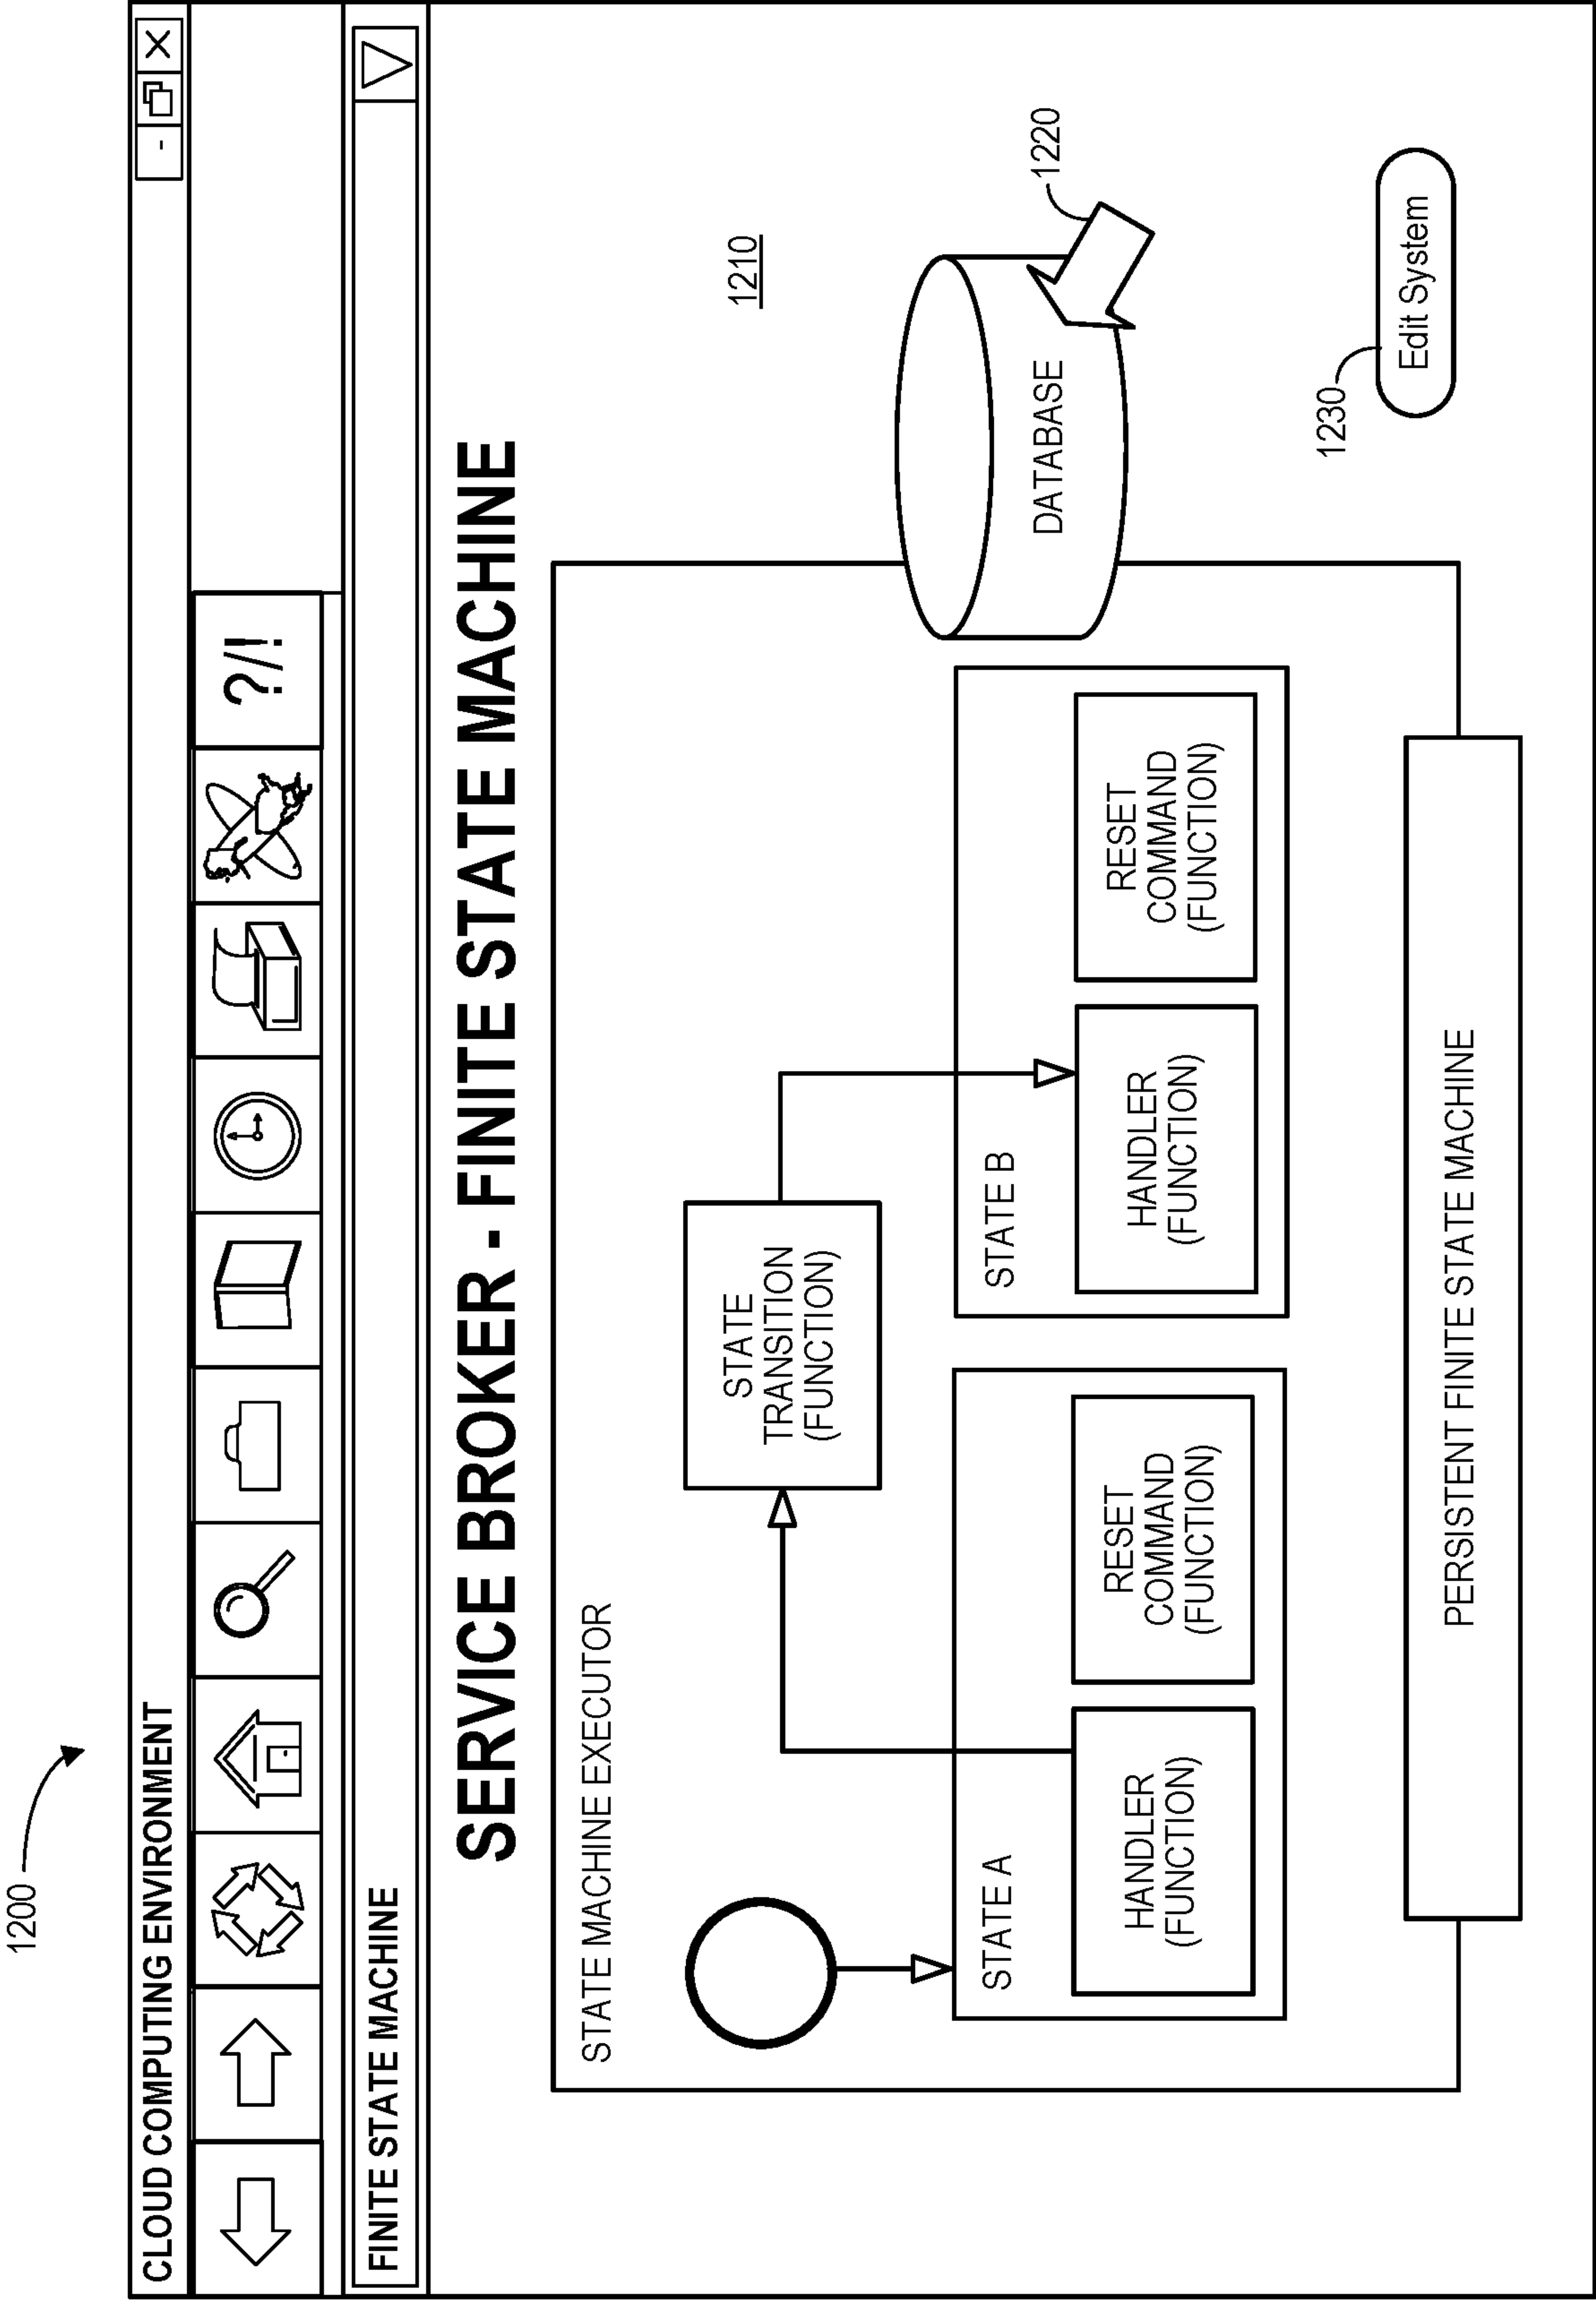 1200
CLOUD COMPUTING ENVIRONMENT
- X
?/!
FINITE STATE MACHINE
SERVICE BROKER - FINITE STATE MACHINE
STATE MACHINE EXECUTOR
1210
STATE
TRANSITION
(FUNCTION)
STATE A
HANDLER
(FUNCTION)
RESET
COMMAND
(FUNCTION)
STATE B
HANDLER
(FUNCTION)
RESET
COMMAND
(FUNCTION)
DATABASE
1220
1230
Edit System
PERSISTENT FINITE STATE MACHINE